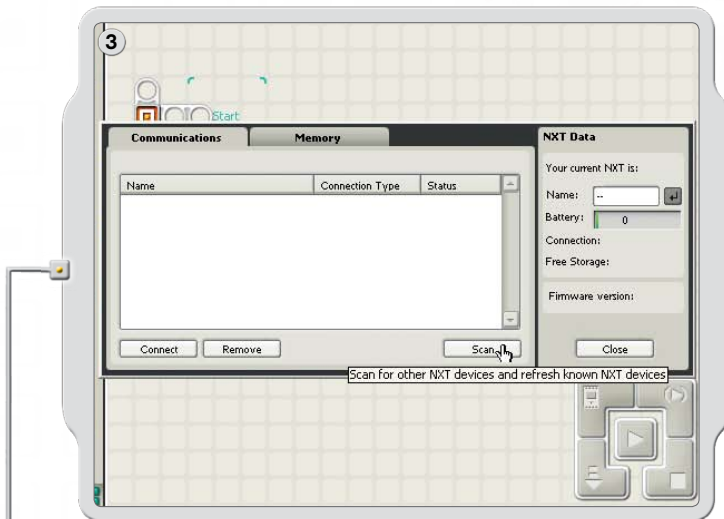 3
Start
Communications Memory
Name Connection Type Status
Connect Remove Scan
NXT Data
Your current NXT is:
Name: --
Battery: 0
Connection:
Free Storage:
Firmware version:
Close
Scan for other NXT devices and refresh known NXT devices